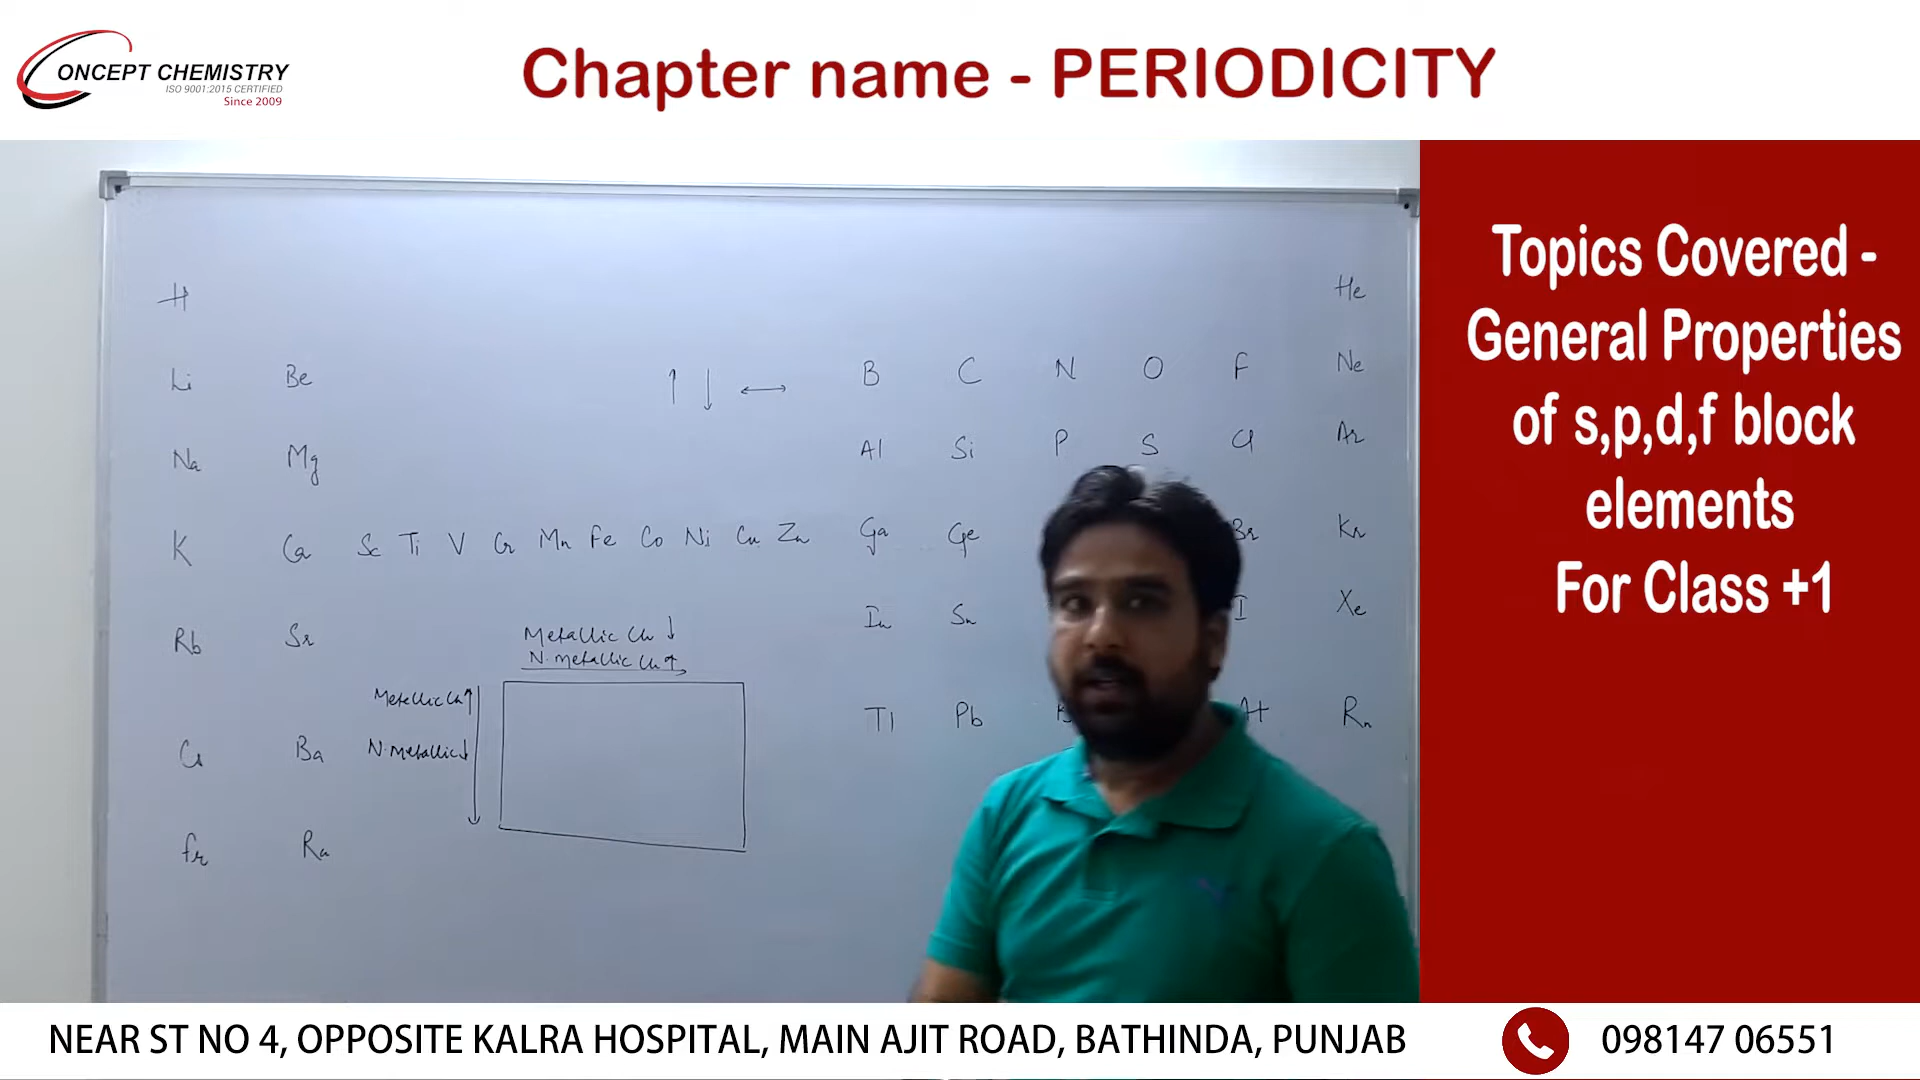 ONCEPT CHEMISTRY
ISO 9001:2015 CERTIFIED
Since 2009
Chapter name - PERIODICITY
Topics Covered -
General Properties
of s,p,d,f block
elements
For Class +1
H He
Li Be ↑ ↓ ↔ B C N O F Ne
Na Mg Al Si P S Cl Ar
K Ca Sc Ti V Cr Mn Fe Co Ni Cu Zn Ga Ge Br Kr
Rb Sr In Sn I Xe
Metallic Ch ↓
N. metallic Ch ↑
Metallic Ch ↑
Tl Pb At Rn
Cs Ba N. metallic ↓
Fr Ra
NEAR ST NO 4, OPPOSITE KALRA HOSPITAL, MAIN AJIT ROAD, BATHINDA, PUNJAB
098147 06551